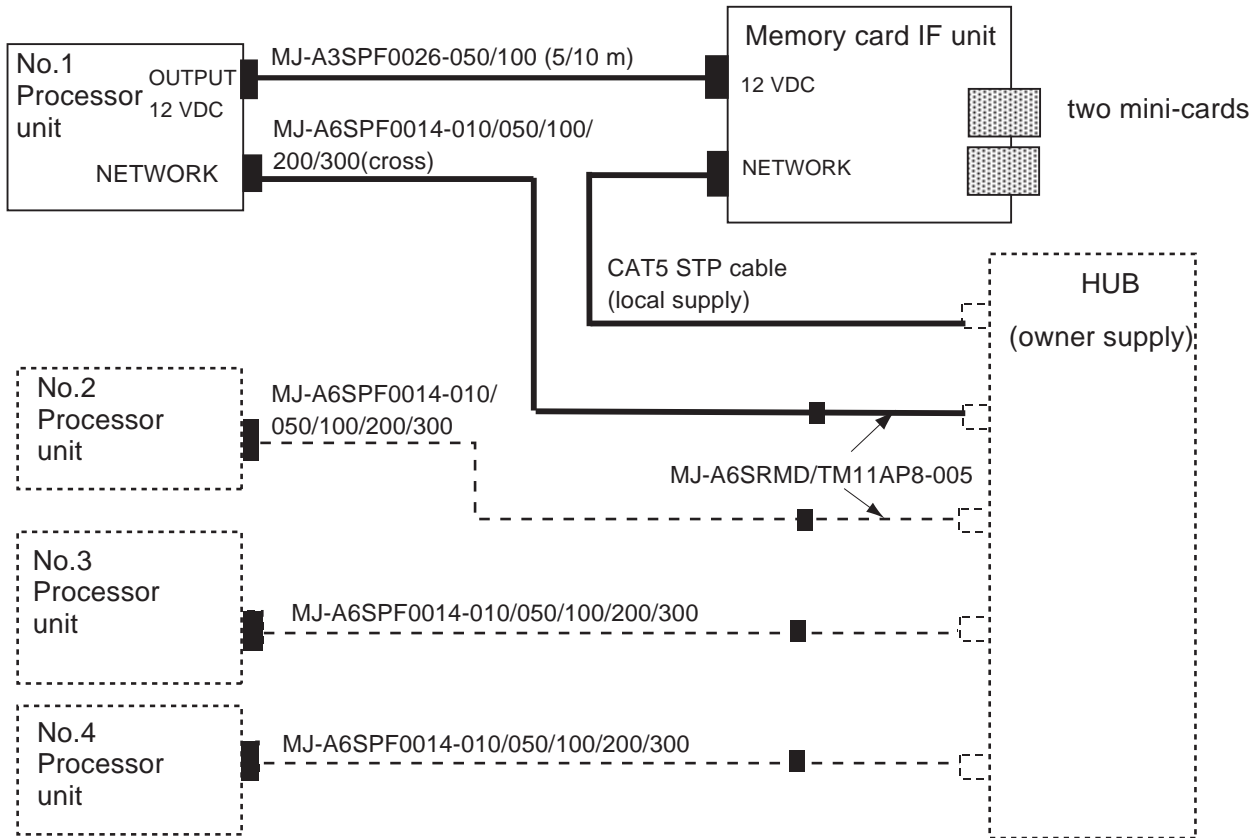 No.1
Processor
unit
OUTPUT
12 VDC
NETWORK
MJ-A3SPF0026-050/100 (5/10 m)
MJ-A6SPF0014-010/050/100/
200/300(cross)
Memory card IF unit
12 VDC
NETWORK
two mini-cards
CAT5 STP cable
(local supply)
HUB
(owner supply)
No.2
Processor
unit
MJ-A6SPF0014-010/
050/100/200/300
MJ-A6SRMD/TM11AP8-005
No.3
Processor
unit
MJ-A6SPF0014-010/050/100/200/300
No.4
Processor
unit
MJ-A6SPF0014-010/050/100/200/300